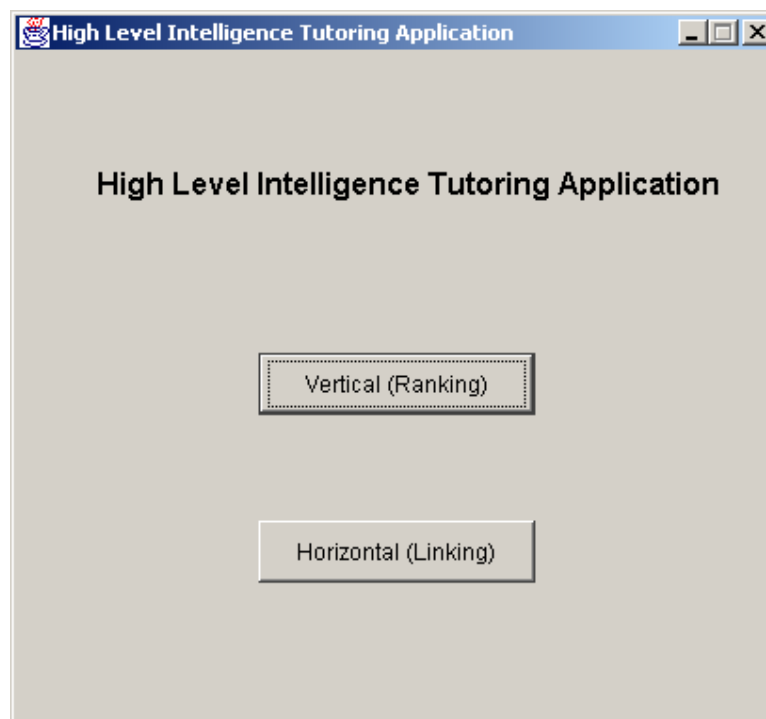 High Level Intelligence Tutoring Application
High Level Intelligence Tutoring Application
Vertical (Ranking)
Horizontal (Linking)